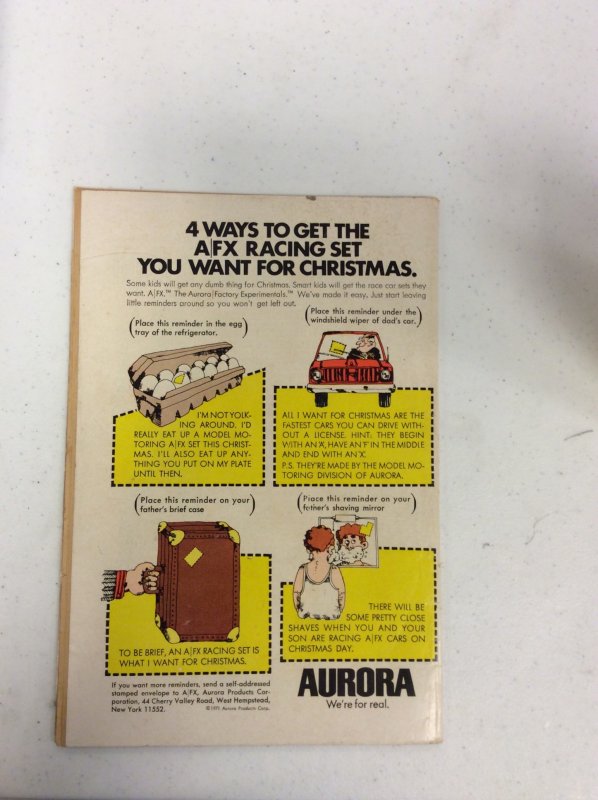 4 WAYS TO GET THE
A|FX RACING SET
YOU WANT FOR CHRISTMAS.
Some kids will get any dumb thing for Christmas. Smart kids will get the race car sets they
want. A|FX.™ The Aurora|Factory Experimentals.™ We've made it easy. Just start leaving
little reminders around so you won't get left out.
(Place this reminder in the egg
tray of the refrigerator.)
(Place this reminder under the
windshield wiper of dad's car.)
I'M NOT YOLK-
ING AROUND. I'D
REALLY EAT UP A MODEL MO-
TORING A|FX SET THIS CHRIST-
MAS. I'LL ALSO EAT UP ANY-
THING YOU PUT ON MY PLATE
UNTIL THEN.
ALL I WANT FOR CHRISTMAS ARE THE
FASTEST CARS YOU CAN DRIVE WITH-
OUT A LICENSE. HINT: THEY BEGIN
WITH AN 'A', HAVE AN 'F' IN THE MIDDLE
AND END WITH AN 'X'.
P.S. THEY'RE MADE BY THE MODEL MO-
TORING DIVISION OF AURORA.
(Place this reminder on your
father's brief case)
(Place this reminder on your
father's shaving mirror)
TO BE BRIEF, AN A|FX RACING SET IS
WHAT I WANT FOR CHRISTMAS.
THERE WILL BE
SOME PRETTY CLOSE
SHAVES WHEN YOU AND YOUR
SON ARE RACING A|FX CARS ON
CHRISTMAS DAY.
If you want more reminders, send a self-addressed
stamped envelope to A|FX, Aurora Products Cor-
poration, 44 Cherry Valley Road, West Hempstead,
New York 11552.
©1971 Aurora Products Corp.
AURORA
We're for real.